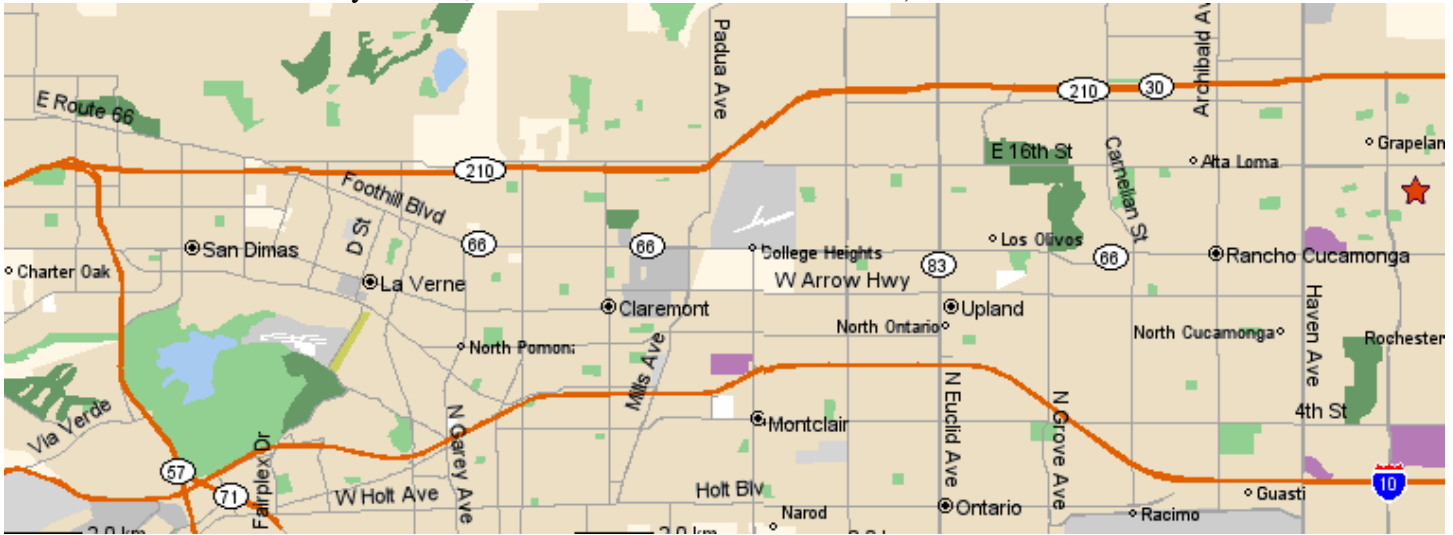 Padua Ave
Archibald Av
E Route 66
210
30
Grapelan
E 16th St
Alta Loma
Carnelian St
210
Foothill Blvd
D St
66
66
Los Olivos
66
San Dimas
College Heights
83
Rancho Cucamonga
Charter Oak
La Verne
W Arrow Hwy
Claremont
Upland
Haven Ave
North Ontario
North Cucamonga
Rochester
North Pomona
Mills Ave
N Euclid Ave
N Grove Ave
4th St
Via Verde
N Garey Ave
Montclair
Fairplex Dr
57
71
W Holt Ave
Holt Blv
10
Guasti
Ontario
Narod
Racimo